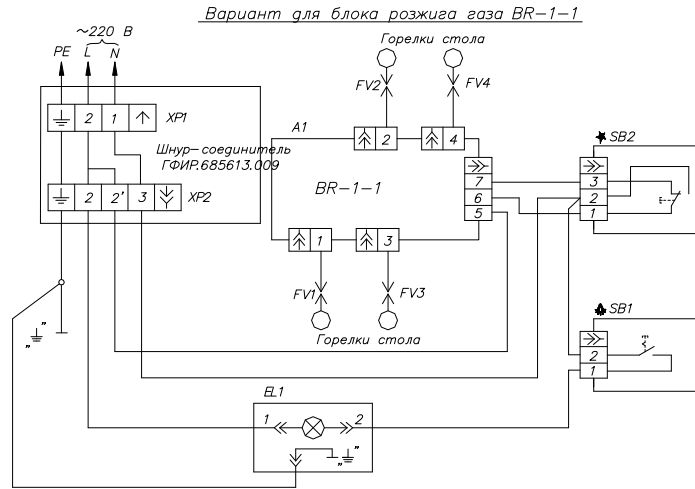 Вариант для блока розжига газа BR-1-1
~220 В
PE L N
Горелки стола
FV2 FV4
2 1 XP1
A1
2 4
SB2
Шнур-соединитель
ГФИР.685613.009
BR-1-1
7
6
5
3
2
1
2 2' 3 XP2
1 3
FV1 FV3
Горелки стола
SB1
2
1
„ ”
EL1
1 2
„ ”